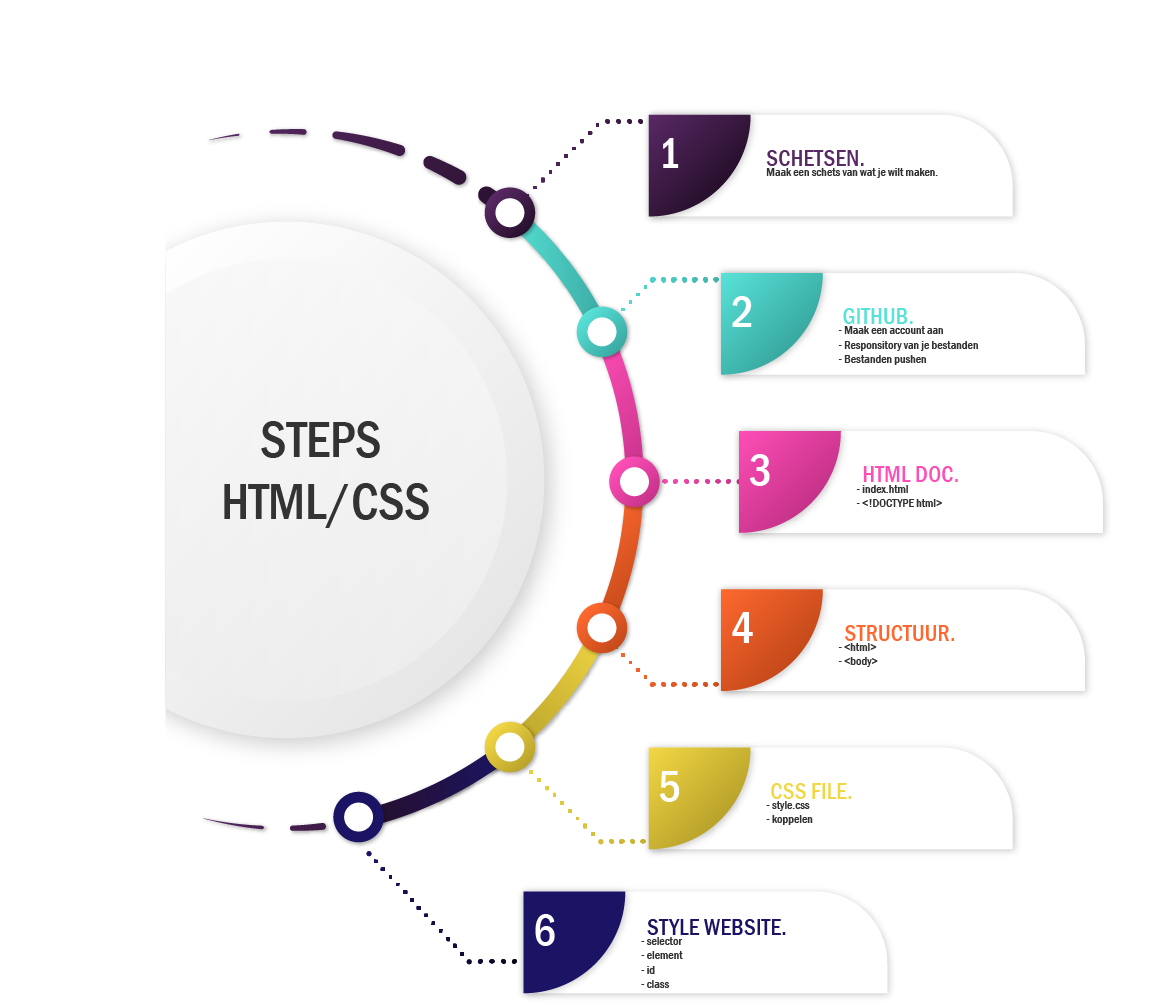 STEPS
HTML/CSS
1
SCHETSEN.
Maak een schets van wat je wilt maken.
2
GITHUB.
- Maak een account aan
- Responsitory van je bestanden
- Bestanden pushen
3
HTML DOC.
- index.html
- <!DOCTYPE html>
4
STRUCTUUR.
- <html>
- <body>
5
CSS FILE.
- style.css
- koppelen
6
STYLE WEBSITE.
- selector
- element
- id
- class